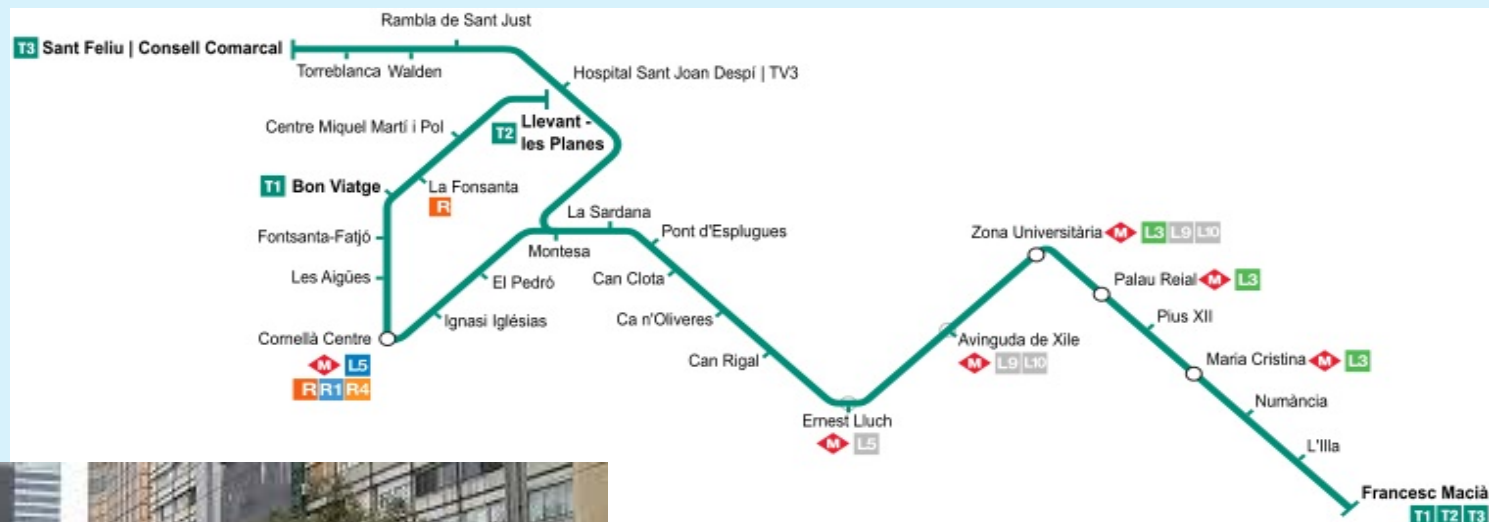 Rambla de Sant Just
T3 Sant Feliu | Consell Comarcal
Torreblanca Walden
Hospital Sant Joan Despí | TV3
Centre Miquel Martí i Pol
T2 Llevant -
les Planes
T1 Bon Viatge
La Fonsanta
R
La Sardana
Fontsanta-Fatjó
Montesa
Pont d'Esplugues
Zona Universitària M L3 L9 L10
Les Aigües
El Pedró
Can Clota
Palau Reial M L3
Ignasi Iglésias
Ca n'Oliveres
Pius XII
Cornellà Centre
M L5
R R1 R4
Can Rigal
Avinguda de Xile
M L9 L10
Maria Cristina M L3
Numància
Ernest Lluch
M L5
L'Illa
Francesc Macià
T1 T2 T3